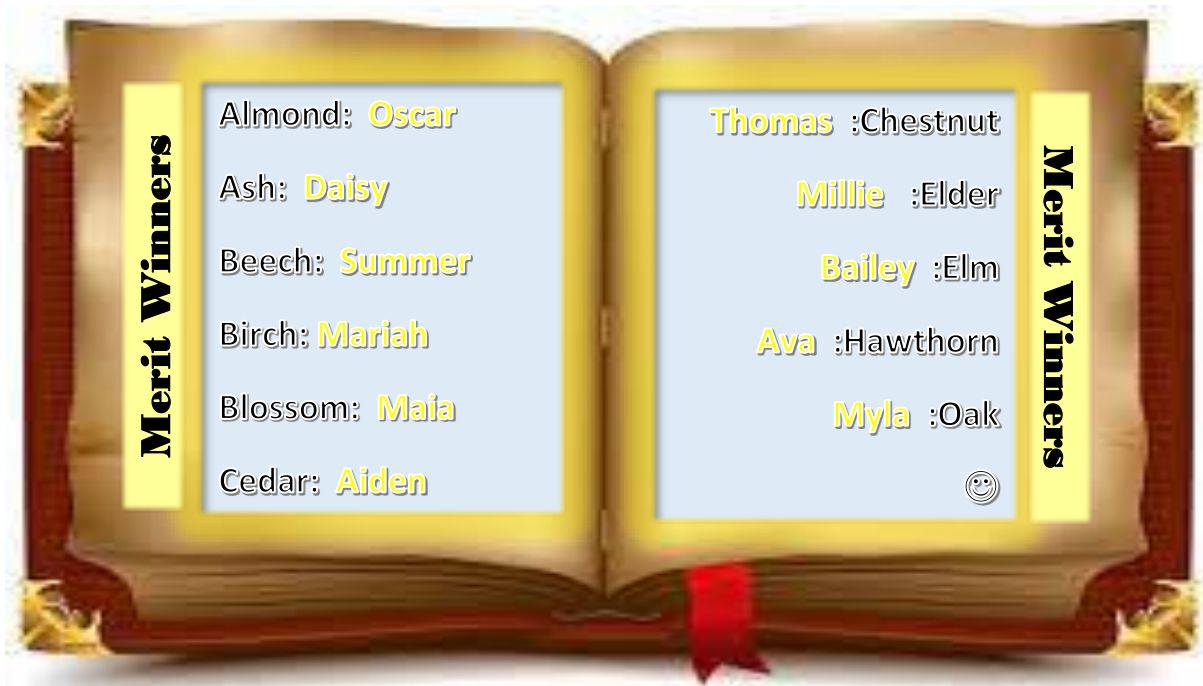 Merit Winners
Almond: Oscar
Ash: Daisy
Beech: Summer
Birch: Mariah
Blossom: Maia
Cedar: Aiden
Thomas :Chestnut
Millie :Elder
Bailey :Elm
Ava :Hawthorn
Myla :Oak
☺
Merit Winners